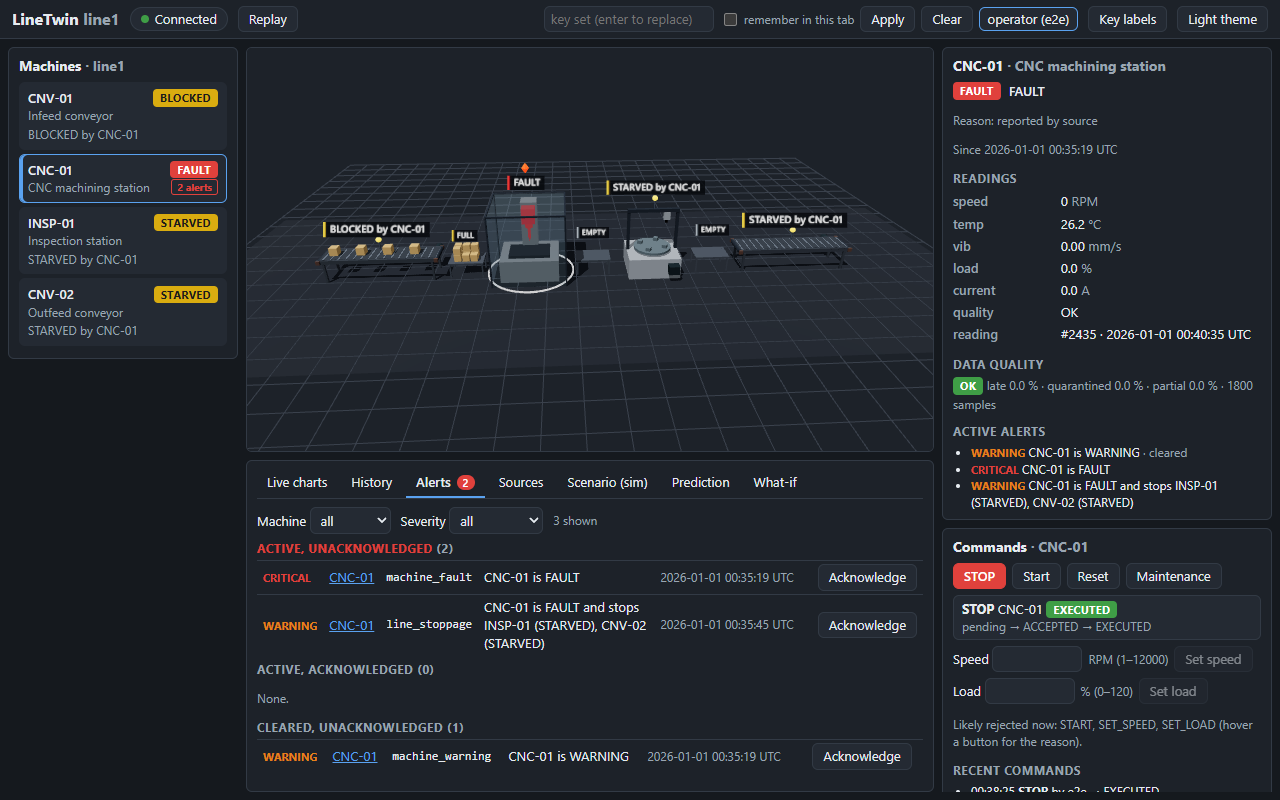 LineTwin line1 Connected Replay key set (enter to replace) remember in this tab Apply Clear operator (e2e) Key labels Light theme
Machines · line1
CNV-01 BLOCKED
Infeed conveyor
BLOCKED by CNC-01
CNC-01 FAULT
CNC machining station 2 alerts
INSP-01 STARVED
Inspection station
STARVED by CNC-01
CNV-02 STARVED
Outfeed conveyor
STARVED by CNC-01
FAULT
STARVED by CNC-01
BLOCKED by CNC-01
FULL
EMPTY
EMPTY
STARVED by CNC-01
Live charts History Alerts 2 Sources Scenario (sim) Prediction What-if
Machine all Severity all 3 shown
ACTIVE, UNACKNOWLEDGED (2)
CRITICAL CNC-01 machine_fault CNC-01 is FAULT 2026-01-01 00:35:19 UTC Acknowledge
WARNING CNC-01 line_stoppage CNC-01 is FAULT and stops
INSP-01 (STARVED), CNV-02
(STARVED)
2026-01-01 00:35:45 UTC Acknowledge
ACTIVE, ACKNOWLEDGED (0)
None.
CLEARED, UNACKNOWLEDGED (1)
WARNING CNC-01 machine_warning CNC-01 is WARNING 2026-01-01 00:35:19 UTC Acknowledge
CNC-01 · CNC machining station
FAULT FAULT
Reason: reported by source
Since 2026-01-01 00:35:19 UTC
READINGS
speed 0 RPM
temp 26.2 °C
vib 0.00 mm/s
load 0.0 %
current 0.0 A
quality OK
reading #2435 · 2026-01-01 00:40:35 UTC
DATA QUALITY
OK late 0.0 % · quarantined 0.0 % · partial 0.0 % · 1800
samples
ACTIVE ALERTS
• WARNING CNC-01 is WARNING · cleared
• CRITICAL CNC-01 is FAULT
• WARNING CNC-01 is FAULT and stops INSP-01
(STARVED), CNV-02 (STARVED)
Commands · CNC-01
STOP Start Reset Maintenance
STOP CNC-01 EXECUTED
pending → ACCEPTED → EXECUTED
Speed RPM (1–12000) Set speed
Load % (0–120) Set load
Likely rejected now: START, SET_SPEED, SET_LOAD (hover
a button for the reason).
RECENT COMMANDS
• 00:38:25 STOP by e2e → EXECUTED